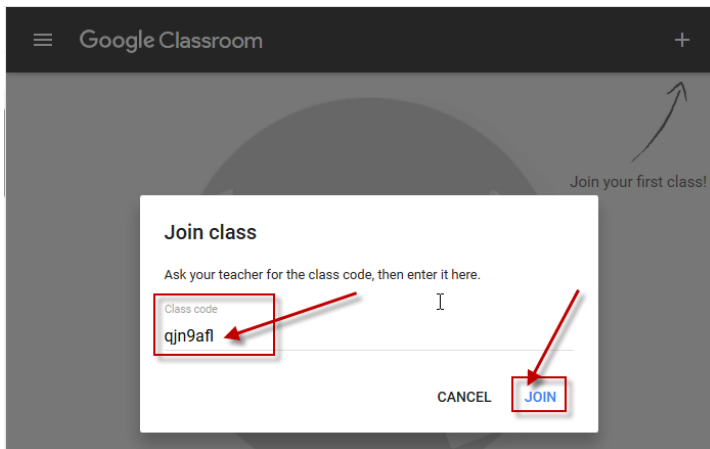 Google Classroom
Join your first class!
Join class
Ask your teacher for the class code, then enter it here.
Class code
qjn9afl
CANCEL JOIN